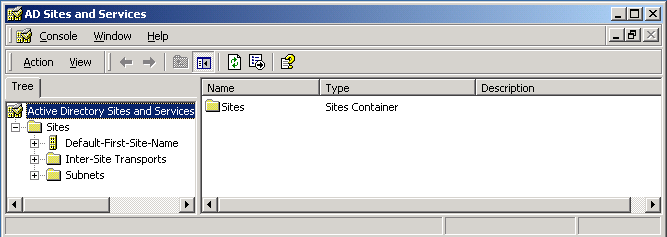 AD Sites and Services
Console Window Help
Action View
Tree
Name Type Description
Active Directory Sites and Services
Sites Sites Container
Sites
Default-First-Site-Name
Inter-Site Transports
Subnets